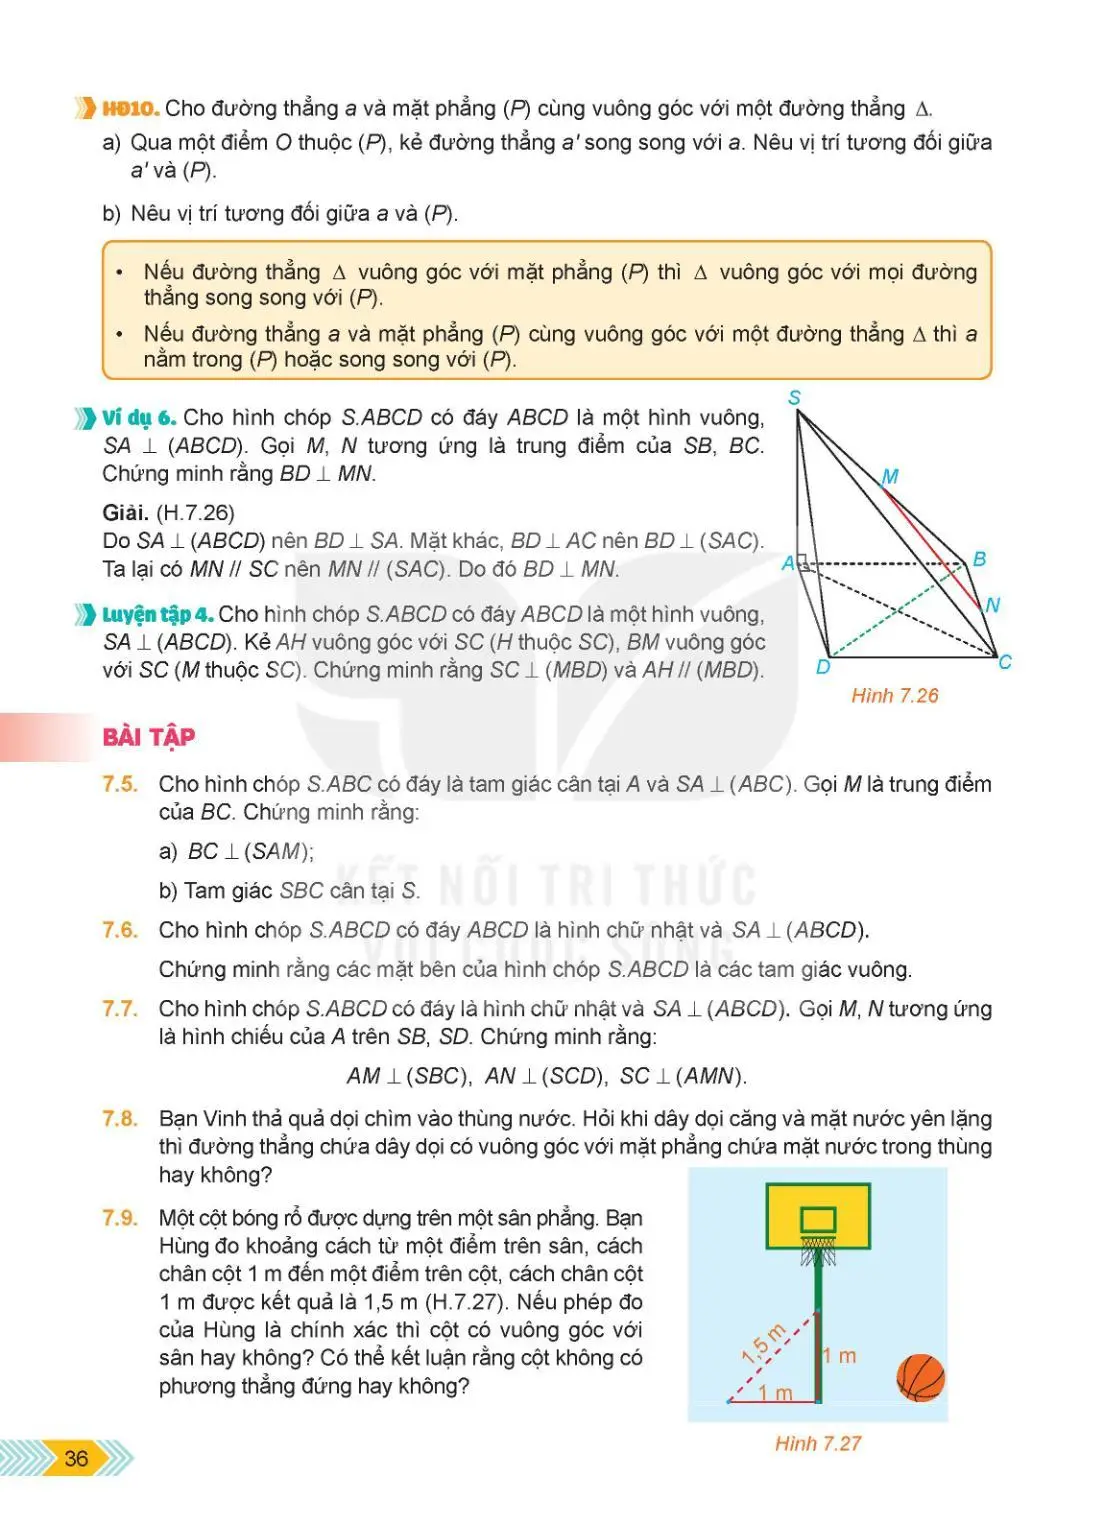 HĐ10. Cho đường thẳng a và mặt phẳng (P) cùng vuông góc với một đường thẳng Δ.
a) Qua một điểm O thuộc (P), kẻ đường thẳng a' song song với a. Nêu vị trí tương đối giữa
a' và (P).
b) Nêu vị trí tương đối giữa a và (P).
• Nếu đường thẳng Δ vuông góc với mặt phẳng (P) thì Δ vuông góc với mọi đường
thẳng song song với (P).
• Nếu đường thẳng a và mặt phẳng (P) cùng vuông góc với một đường thẳng Δ thì a
nằm trong (P) hoặc song song với (P).
Ví dụ 6. Cho hình chóp S.ABCD có đáy ABCD là một hình vuông,
SA ⊥ (ABCD). Gọi M, N tương ứng là trung điểm của SB, BC.
Chứng minh rằng BD ⊥ MN.
Giải. (H.7.26)
Do SA ⊥ (ABCD) nên BD ⊥ SA. Mặt khác, BD ⊥ AC nên BD ⊥ (SAC).
Ta lại có MN // SC nên MN // (SAC). Do đó BD ⊥ MN.
Luyện tập 4. Cho hình chóp S.ABCD có đáy ABCD là một hình vuông,
SA ⊥ (ABCD). Kẻ AH vuông góc với SC (H thuộc SC), BM vuông góc
với SC (M thuộc SC). Chứng minh rằng SC ⊥ (MBD) và AH // (MBD).
S
M
A
B
N
D
C
Hình 7.26
BÀI TẬP
7.5. Cho hình chóp S.ABC có đáy là tam giác cân tại A và SA ⊥ (ABC). Gọi M là trung điểm
của BC. Chứng minh rằng:
a) BC ⊥ (SAM);
b) Tam giác SBC cân tại S.
7.6. Cho hình chóp S.ABCD có đáy ABCD là hình chữ nhật và SA ⊥ (ABCD).
Chứng minh rằng các mặt bên của hình chóp S.ABCD là các tam giác vuông.
7.7. Cho hình chóp S.ABCD có đáy là hình chữ nhật và SA ⊥ (ABCD). Gọi M, N tương ứng
là hình chiếu của A trên SB, SD. Chứng minh rằng:
AM ⊥ (SBC), AN ⊥ (SCD), SC ⊥ (AMN).
7.8. Bạn Vinh thả quả dọi chìm vào thùng nước. Hỏi khi dây dọi căng và mặt nước yên lặng
thì đường thẳng chứa dây dọi có vuông góc với mặt phẳng chứa mặt nước trong thùng
hay không?
7.9. Một cột bóng rổ được dựng trên một sân phẳng. Bạn
Hùng đo khoảng cách từ một điểm trên sân, cách
chân cột 1 m đến một điểm trên cột, cách chân cột
1 m được kết quả là 1,5 m (H.7.27). Nếu phép đo
của Hùng là chính xác thì cột có vuông góc với
sân hay không? Có thể kết luận rằng cột không có
phương thẳng đứng hay không?
1,5 m
1 m
1 m
Hình 7.27
KẾT NỐI TRI THỨC
VỚI CUỘC SỐNG
36